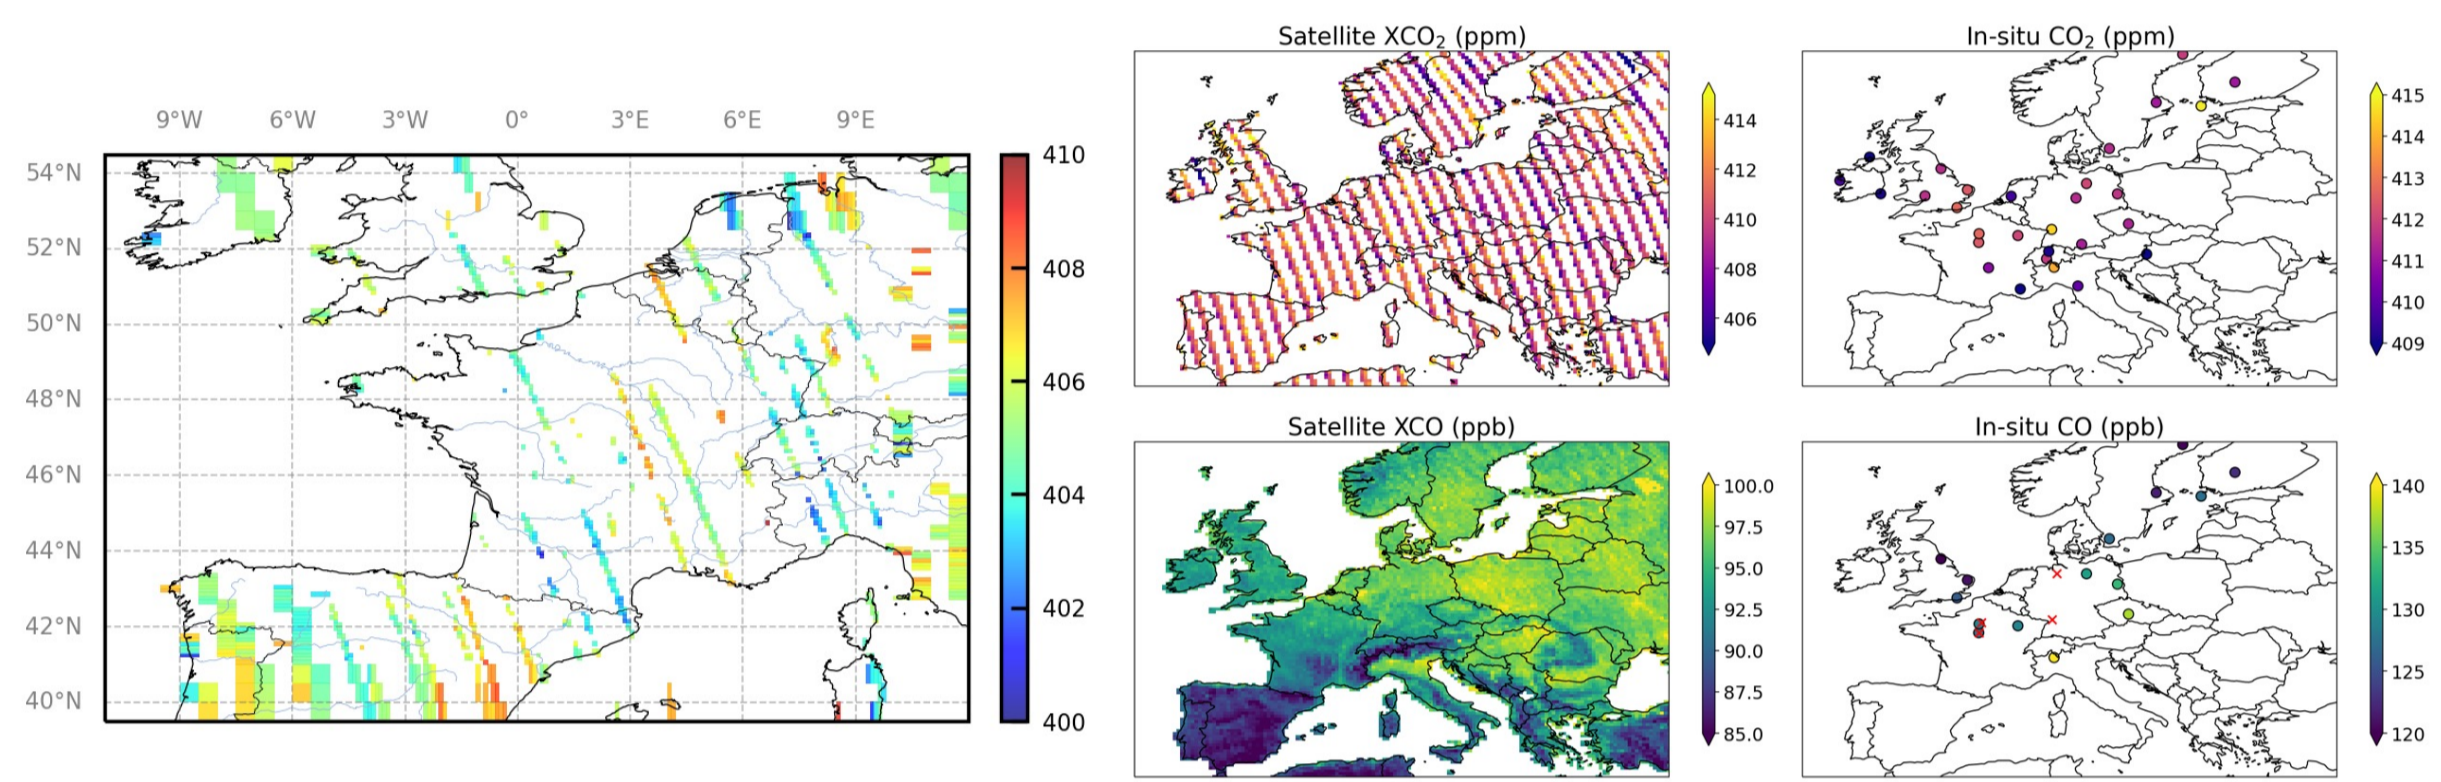 9°W 6°W 3°W 0° 3°E 6°E 9°E
54°N
52°N
50°N
48°N
46°N
44°N
42°N
40°N
410
408
406
404
402
400
Satellite XCO₂ (ppm)
414
412
410
408
406
In-situ CO₂ (ppm)
415
414
413
412
411
410
409
Satellite XCO (ppb)
100.0
97.5
95.0
92.5
90.0
87.5
85.0
In-situ CO (ppb)
140
135
130
125
120